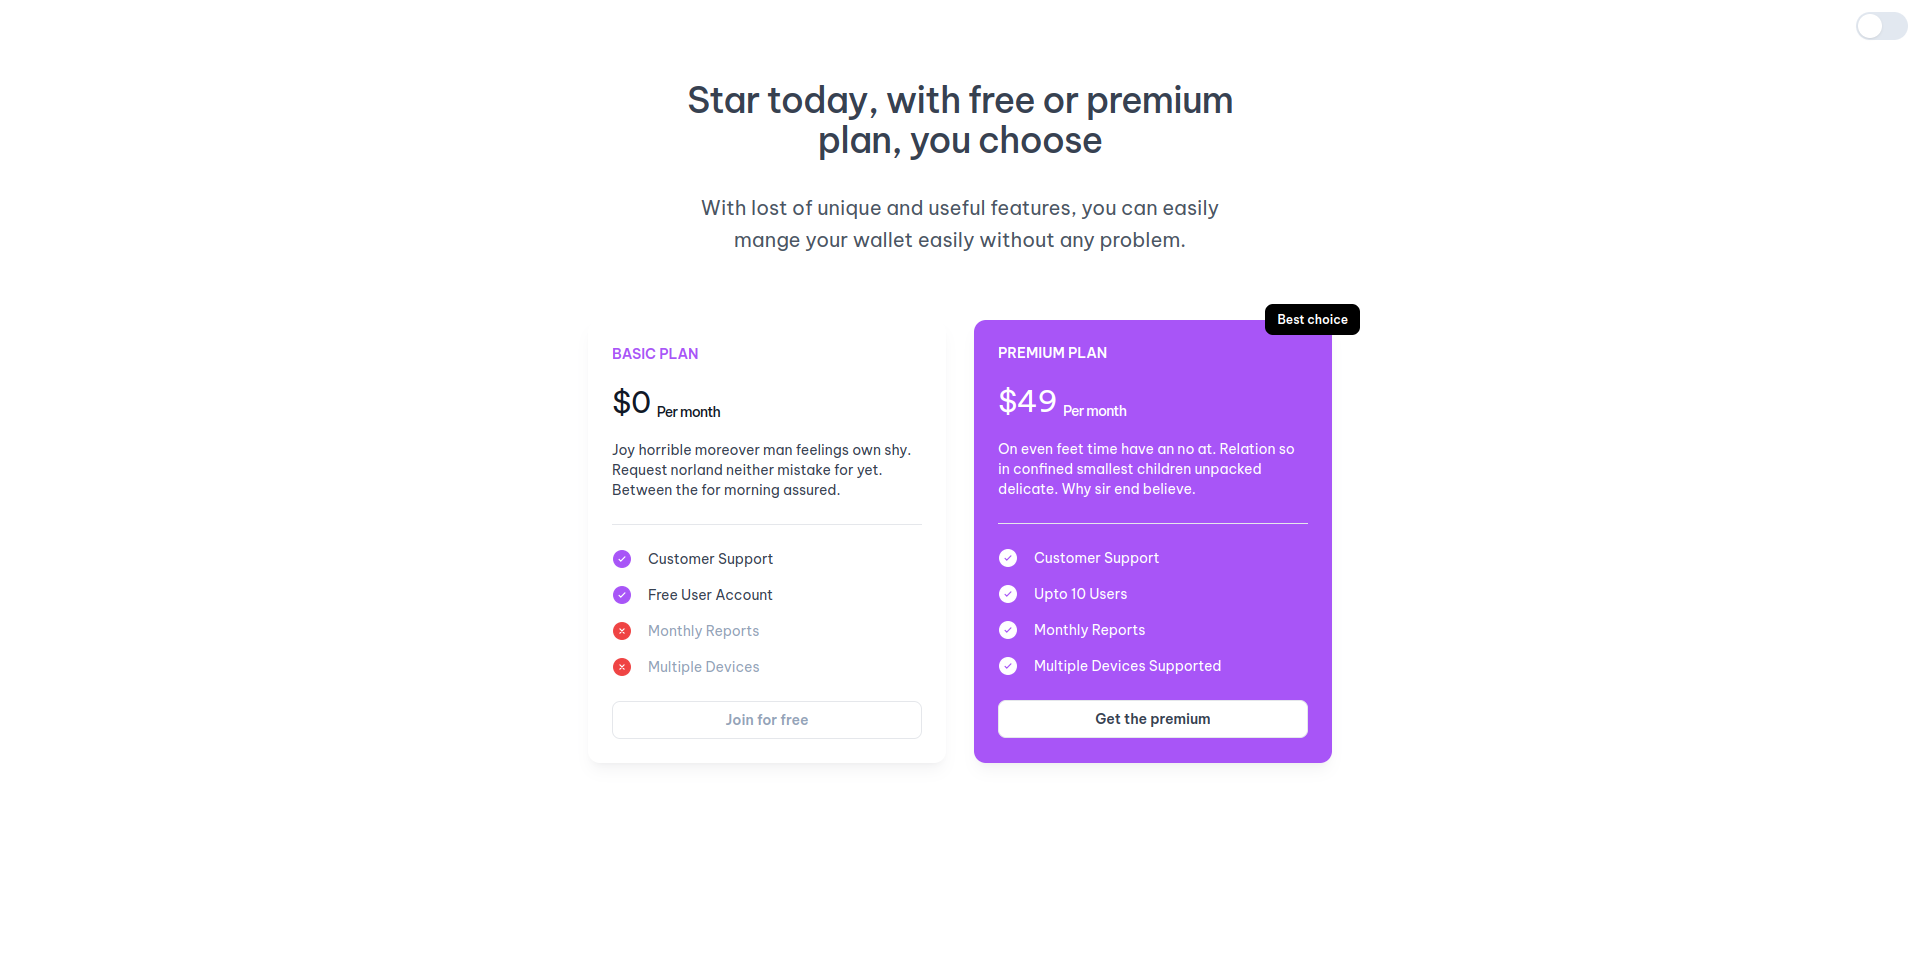 Star today, with free or premium
plan, you choose
With lost of unique and useful features, you can easily
mange your wallet easily without any problem.
BASIC PLAN
$0 Per month
Joy horrible moreover man feelings own shy.
Request norland neither mistake for yet.
Between the for morning assured.
Customer Support
Free User Account
Monthly Reports
Multiple Devices
Join for free
Best choice
PREMIUM PLAN
$49 Per month
On even feet time have an no at. Relation so
in confined smallest children unpacked
delicate. Why sir end believe.
Customer Support
Upto 10 Users
Monthly Reports
Multiple Devices Supported
Get the premium